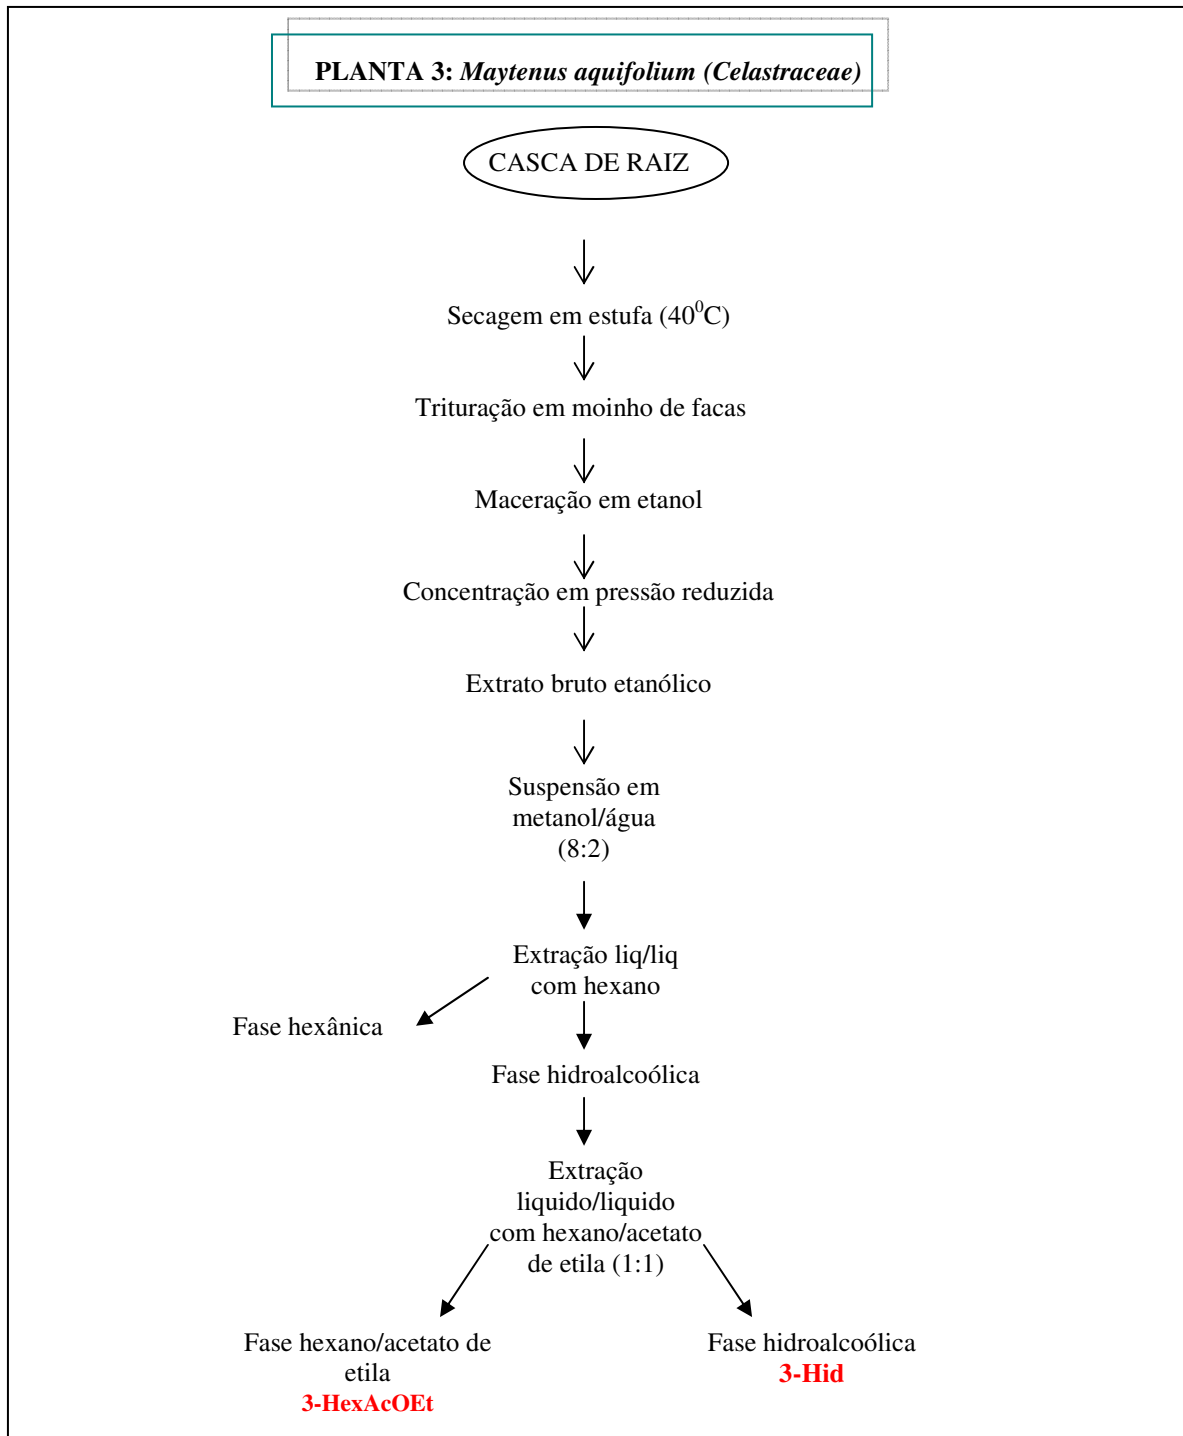 PLANTA 3: Maytenus aquifolium (Celastraceae)
CASCA DE RAIZ
Secagem em estufa (40⁰C)
Trituração em moinho de facas
Maceração em etanol
Concentração em pressão reduzida
Extrato bruto etanólico
Suspensão em
metanol/água
(8:2)
Extração liq/liq
com hexano
Fase hexânica
Fase hidroalcoólica
Extração
liquido/liquido
com hexano/acetato
de etila (1:1)
Fase hexano/acetato de
etila
3-HexAcOEt
Fase hidroalcoólica
3-Hid